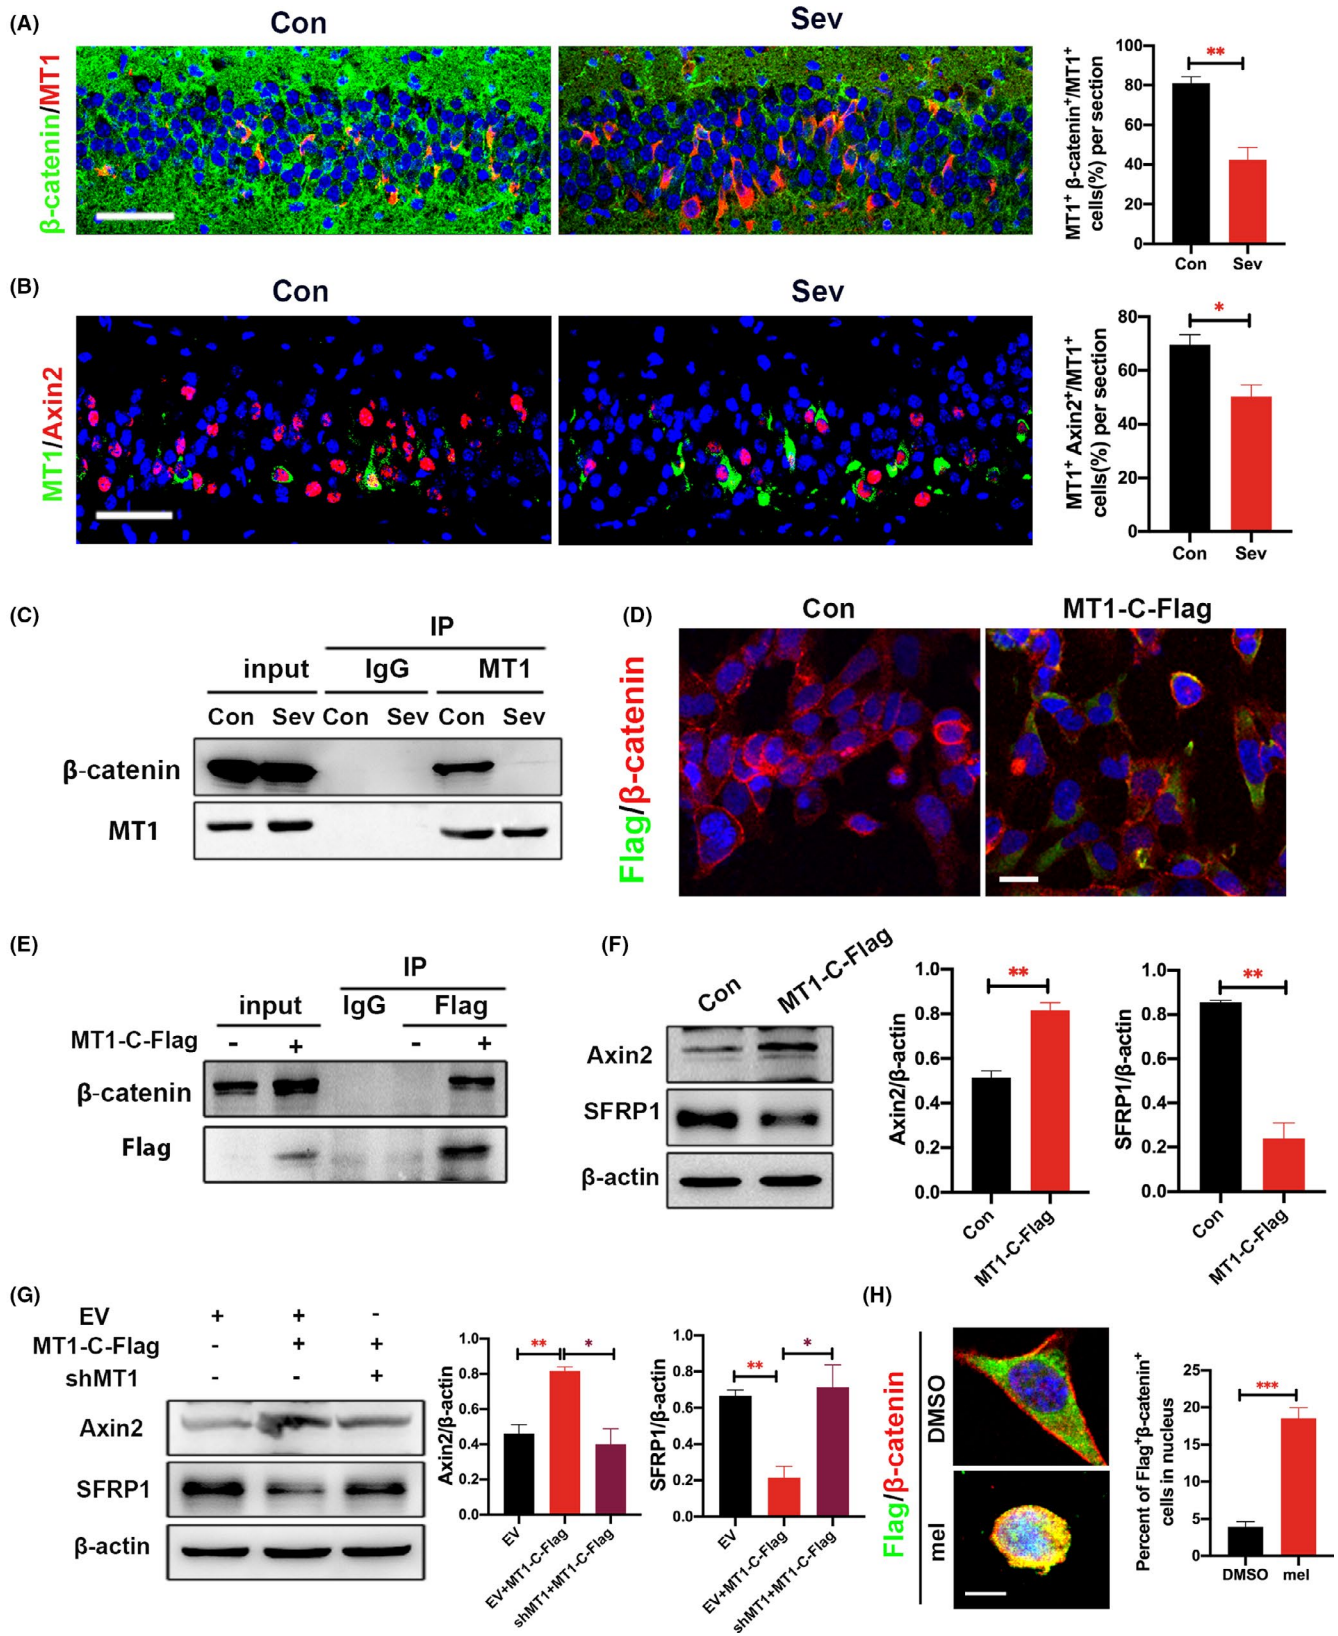 (A)
Con
Sev
β-catenin/MT1
MT1⁺ β-catenin⁺/MT1⁺
cells(%) per section
100
80
60
40
20
0
**
Con
Sev
(B)
Con
Sev
MT1/Axin2
MT1⁺ Axin2⁺/MT1⁺
cells(%) per section
80
60
40
20
0
*
Con
Sev
(C)
IP
input
IgG
MT1
Con Sev Con Sev Con Sev
β-catenin
MT1
(D)
Con
MT1-C-Flag
Flag/β-catenin
(E)
IP
input
IgG
Flag
MT1-C-Flag - + - +
β-catenin
Flag
(F)
Con
MT1-C-Flag
Axin2
SFRP1
β-actin
Axin2/β-actin
1.0
0.8
0.6
0.4
0.2
0.0
**
Con
MT1-C-Flag
SFRP1/β-actin
1.0
0.8
0.6
0.4
0.2
0.0
**
Con
MT1-C-Flag
(G)
EV + + -
MT1-C-Flag - + +
shMT1 - - +
Axin2
SFRP1
β-actin
Axin2/β-actin
1.0
0.8
0.6
0.4
0.2
0.0
**
*
EV
EV+MT1-C-Flag
shMT1+MT1-C-Flag
SFRP1/β-actin
1.0
0.8
0.6
0.4
0.2
0.0
**
*
EV
EV+MT1-C-Flag
shMT1+MT1-C-Flag
(H)
Flag/β-catenin
DMSO
mel
Percent of Flag⁺β-catenin⁺
cells in nucleus
25
20
15
10
5
0
***
DMSO
mel